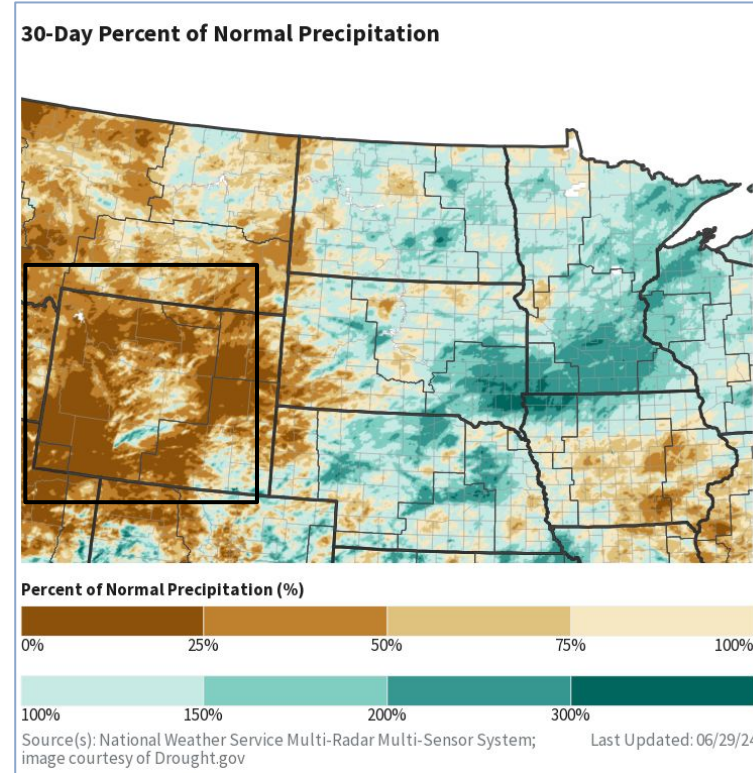 30-Day Percent of Normal Precipitation
Percent of Normal Precipitation (%)
0% 25% 50% 75% 100%
100% 150% 200% 300%
Source(s): National Weather Service Multi-Radar Multi-Sensor System; Last Updated: 06/29/24
image courtesy of Drought.gov